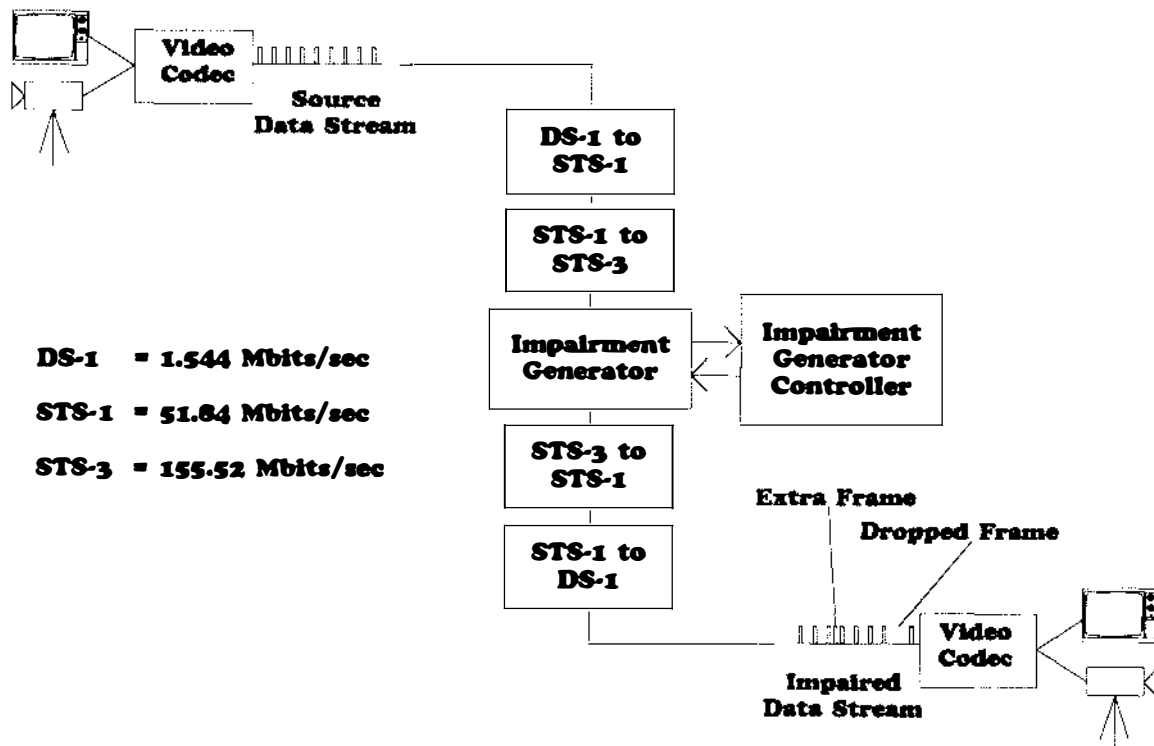 Video
Codec
Source
Data Stream
DS-1 to
STS-1
STS-1 to
STS-3
Impairment
Generator
Impairment
Generator
Controller
DS-1 = 1.544 Mbits/sec
STS-1 = 51.84 Mbits/sec
STS-3 = 155.52 Mbits/sec
STS-3 to
STS-1
STS-1 to
DS-1
Extra Frame
Dropped Frame
Video
Codec
Impaired
Data Stream